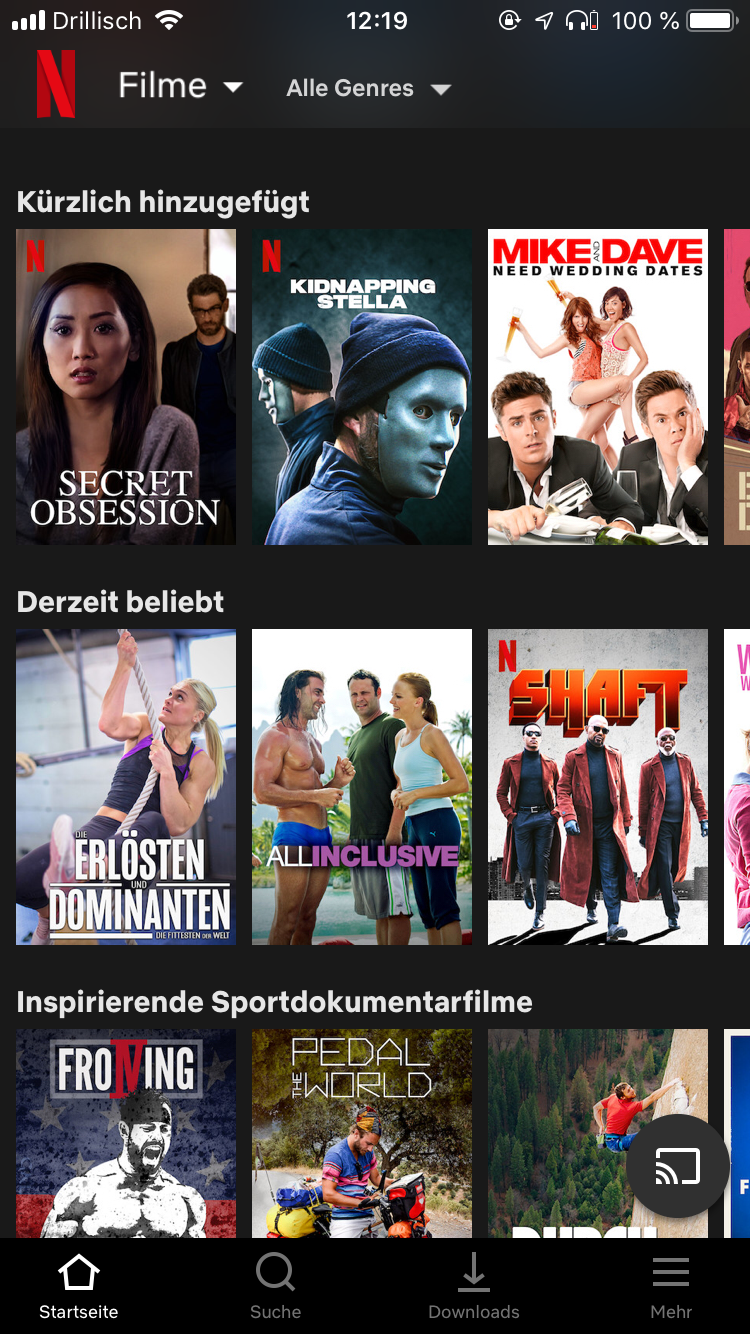 Drillisch 12:19 100 %
N Filme Alle Genres
Kürzlich hinzugefügt
N
SECRET
OBSESSION
N
KIDNAPPING
STELLA
MIKE AND DAVE
NEED WEDDING DATES
Derzeit beliebt
DIE
ERLÖSTEN
UND
DOMINANTEN
DIE FITTESTEN DER WELT
ALL INCLUSIVE
N
SHAFT
W
Inspirierende Sportdokumentarfilme
FRONING
IV
PEDAL
THE WORLD
F
Startseite Suche Downloads Mehr